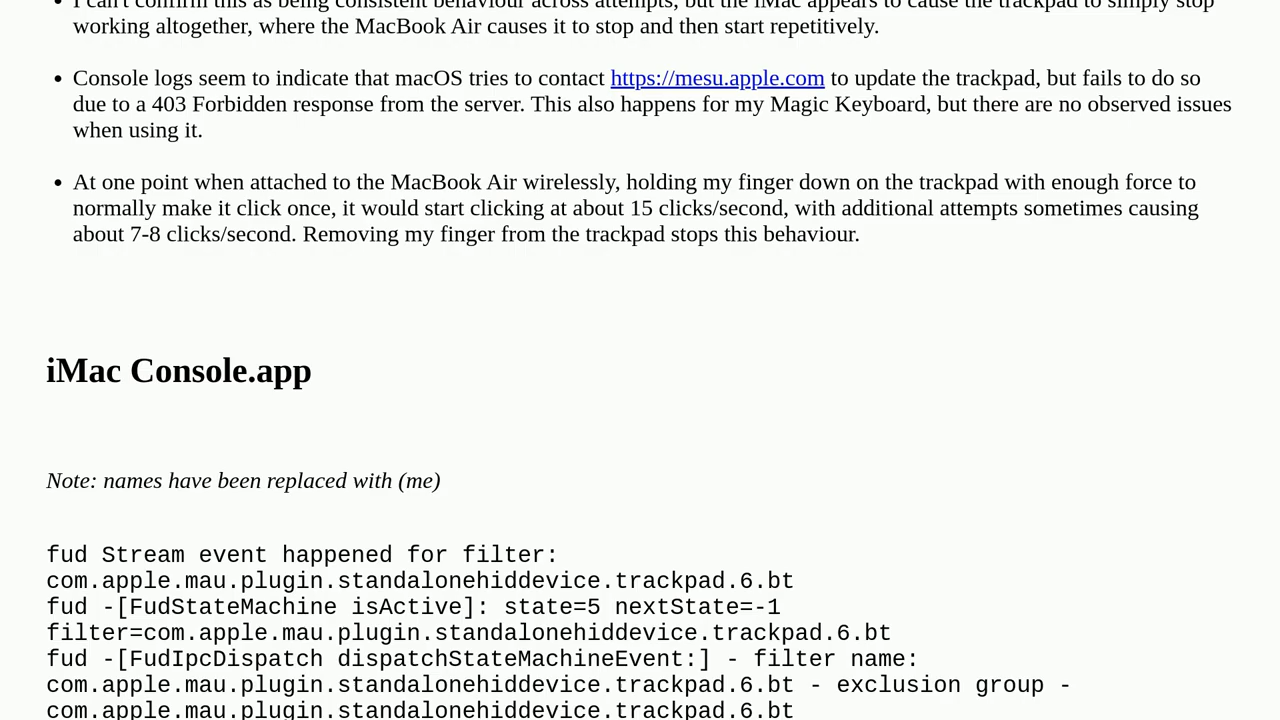 I can't confirm this as being consistent behaviour across attempts, but the iMac appears to cause the trackpad to simply stop
working altogether, where the MacBook Air causes it to stop and then start repetitively.
Console logs seem to indicate that macOS tries to contact https://mesu.apple.com to update the trackpad, but fails to do so
due to a 403 Forbidden response from the server. This also happens for my Magic Keyboard, but there are no observed issues
when using it.
At one point when attached to the MacBook Air wirelessly, holding my finger down on the trackpad with enough force to
normally make it click once, it would start clicking at about 15 clicks/second, with additional attempts sometimes causing
about 7-8 clicks/second. Removing my finger from the trackpad stops this behaviour.
iMac Console.app
Note: names have been replaced with (me)
fud Stream event happened for filter:
com.apple.mau.plugin.standalonehiddevice.trackpad.6.bt
fud -[FudStateMachine isActive]: state=5 nextState=-1
filter=com.apple.mau.plugin.standalonehiddevice.trackpad.6.bt
fud -[FudIpcDispatch dispatchStateMachineEvent:] - filter name:
com.apple.mau.plugin.standalonehiddevice.trackpad.6.bt - exclusion group -
com.apple.mau.plugin.standalonehiddevice.trackpad.6.bt